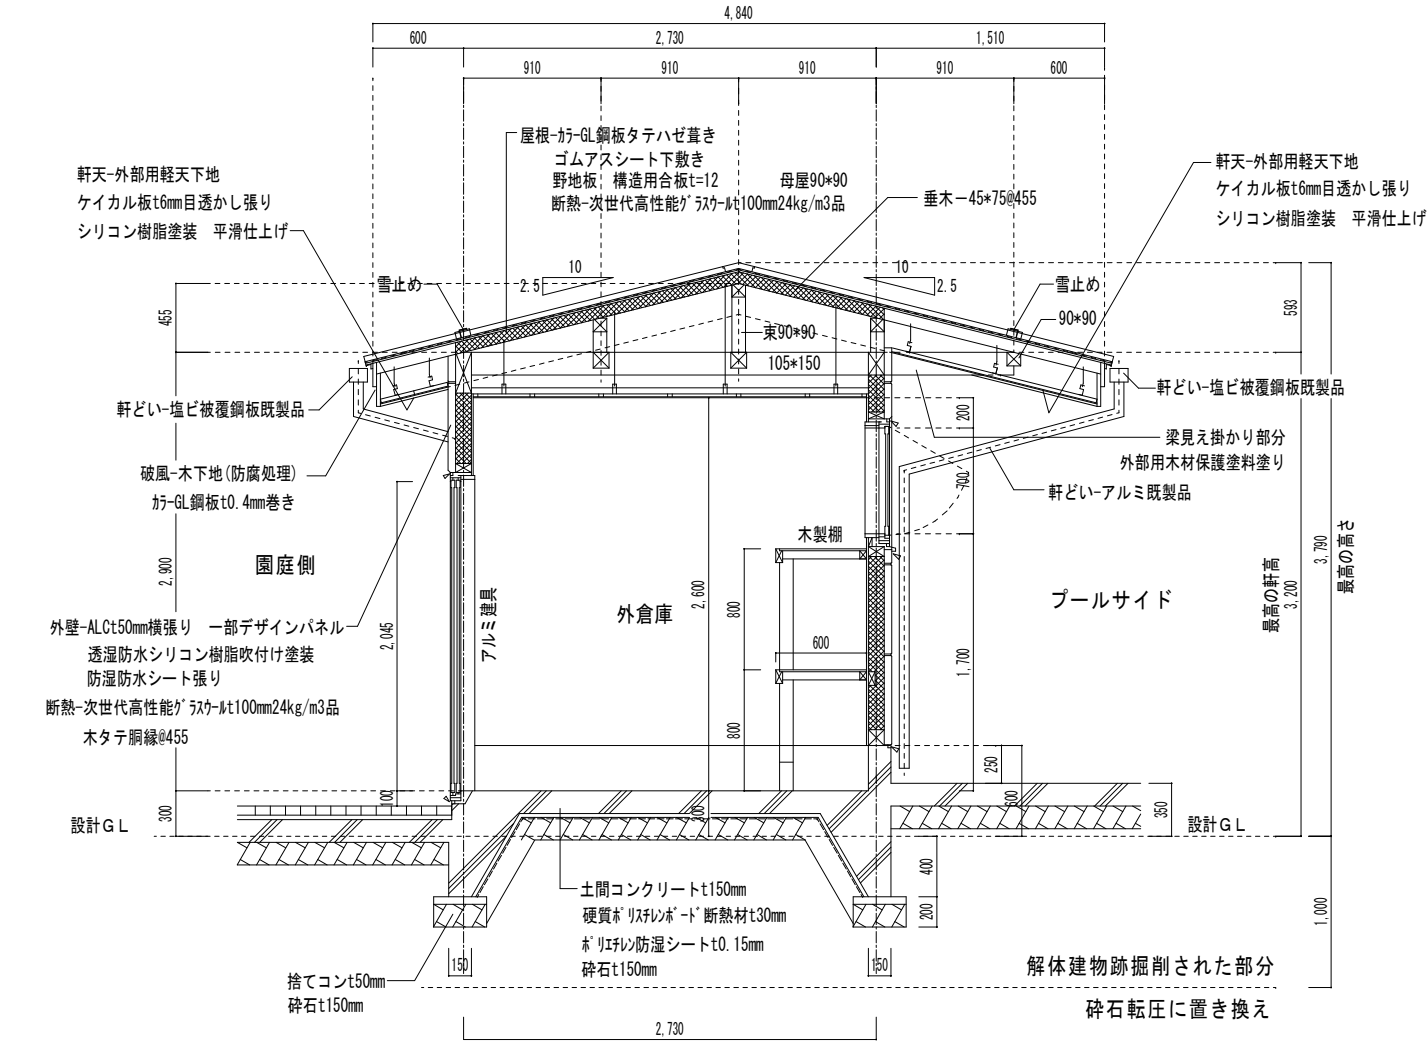 4,840
600
2,730
1,510
910
910
910
910
600
屋根-カラーGL鋼板タテハゼ葺き
ゴムアスシート下敷き
野地板　構造用合板t=12
母屋90*90
断熱-次世代高性能グラスウールt100mm24kg/m3品
軒天-外部用軽天下地
ケイカル板t6mm目透かし張り
シリコン樹脂塗装　平滑仕上げ
垂木ー45*75@455
軒天-外部用軽天下地
ケイカル板t6mm目透かし張り
シリコン樹脂塗装　平滑仕上げ
10
2.5
10
2.5
雪止め
雪止め
455
593
90*90
束90*90
105*150
軒どい-塩ビ被覆鋼板既製品
軒どい-塩ビ被覆鋼板既製品
200
梁見え掛かり部分
外部用木材保護塗料塗り
破風-木下地(防腐処理)
カラーGL鋼板t0.4mm巻き
700
軒どい-アルミ既製品
木製棚
園庭側
2,900
2,045
アルミ建具
外倉庫
2,600
800
600
800
1,700
プールサイド
最高の軒高
3,200
3,790
最高の高さ
外壁-ALCt50mm横張り　一部デザインパネル
透湿防水シリコン樹脂吹付け塗装
防湿防水シート張り
断熱-次世代高性能グラスウールt100mm24kg/m3品
木タテ胴縁@455
250
600
350
100
300
300
設計ＧＬ
設計ＧＬ
400
200
1,000
土間コンクリートt150mm
硬質ポリスチレンボード断熱材t30mm
ポリエチレン防湿シートt0.15mm
砕石t150mm
150
150
捨てコンt50mm
砕石t150mm
解体建物跡掘削された部分
砕石転圧に置き換え
2,730